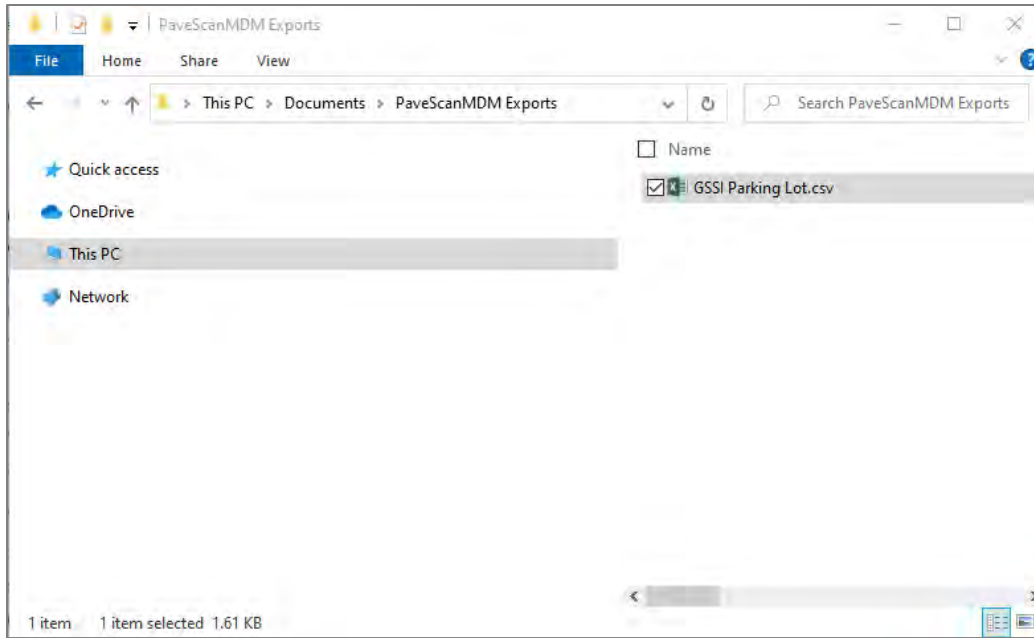 PaveScanMDM Exports
File Home Share View
This PC > Documents > PaveScanMDM Exports Search PaveScanMDM Exports
Name
Quick access
GSSI Parking Lot.csv
OneDrive
This PC
Network
1 item 1 item selected 1.61 KB